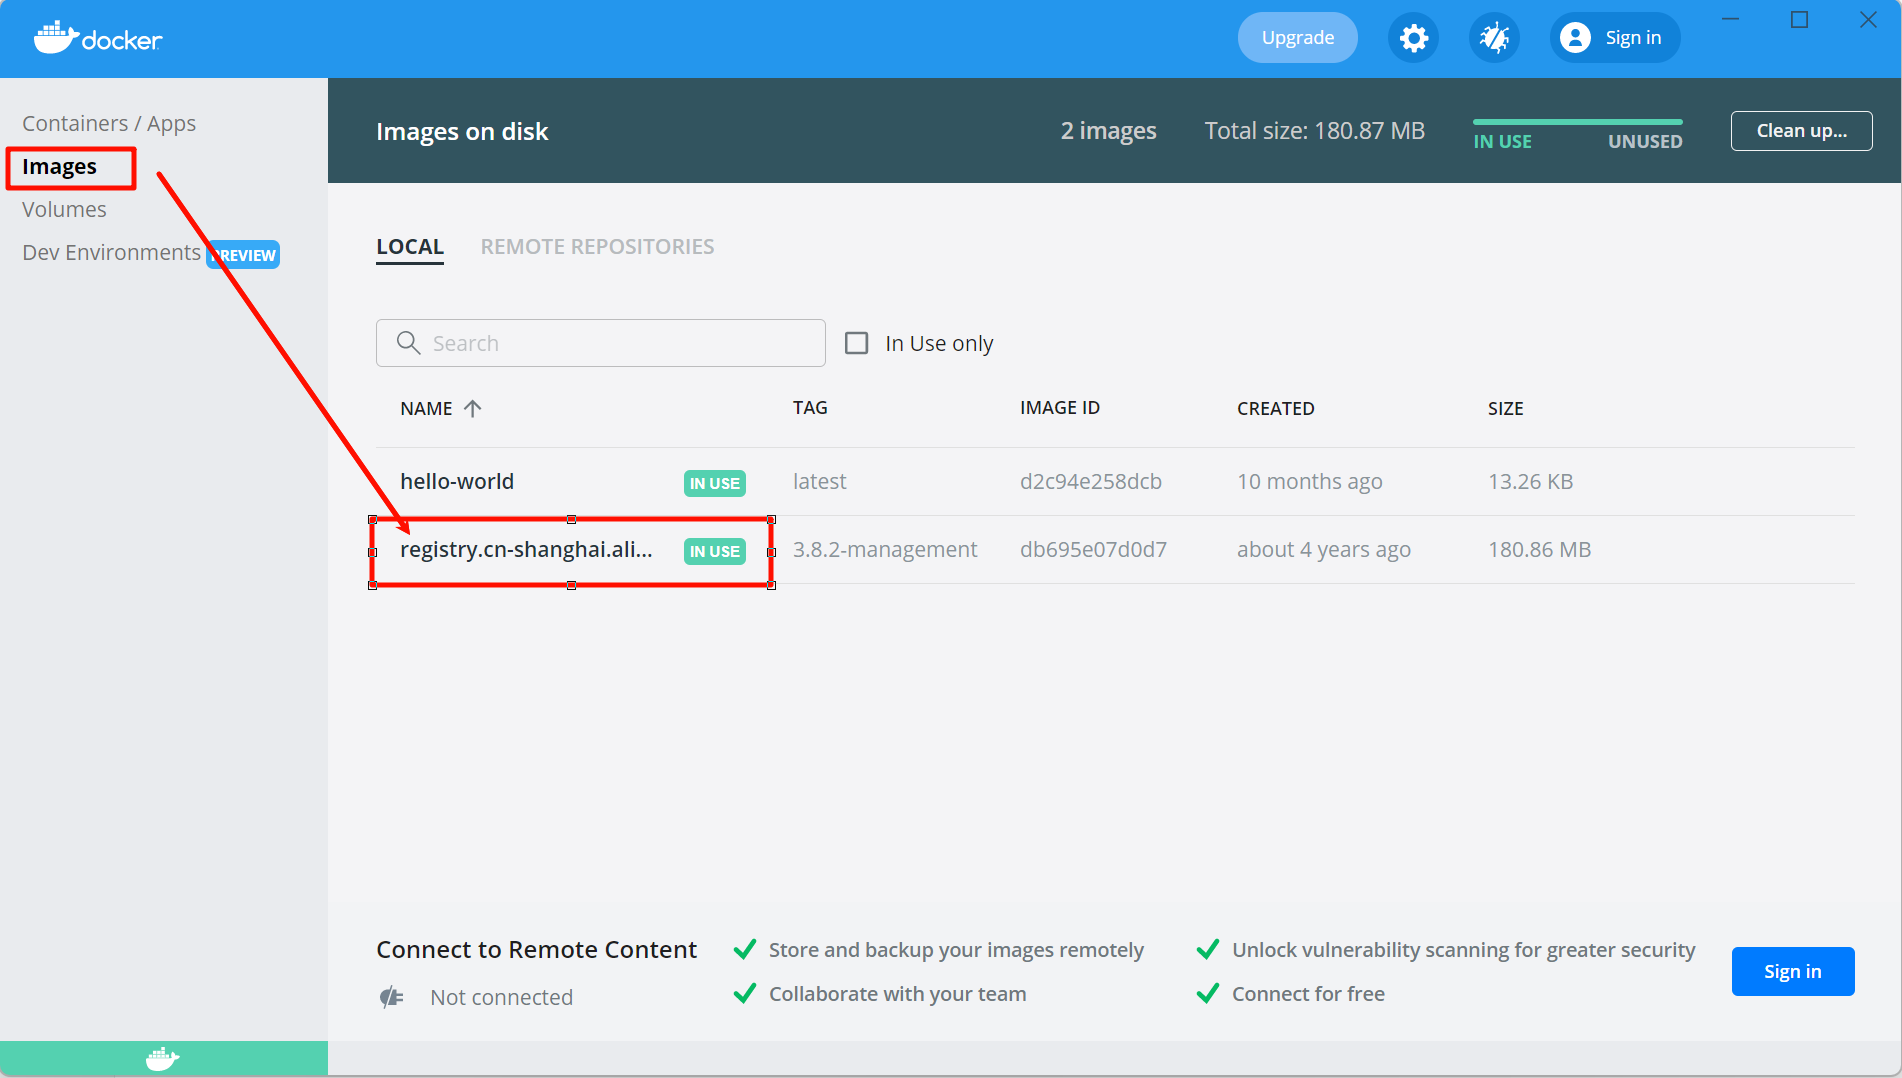 docker
Upgrade
Sign in
Containers / Apps
Images
Volumes
Dev Environments PREVIEW
Images on disk
2 images
Total size: 180.87 MB
IN USE
UNUSED
Clean up...
LOCAL
REMOTE REPOSITORIES
Search
In Use only
NAME TAG IMAGE ID CREATED SIZE
hello-world IN USE latest d2c94e258dcb 10 months ago 13.26 KB
registry.cn-shanghai.ali... IN USE 3.8.2-management db695e07d0d7 about 4 years ago 180.86 MB
Connect to Remote Content
Not connected
Store and backup your images remotely
Collaborate with your team
Unlock vulnerability scanning for greater security
Connect for free
Sign in